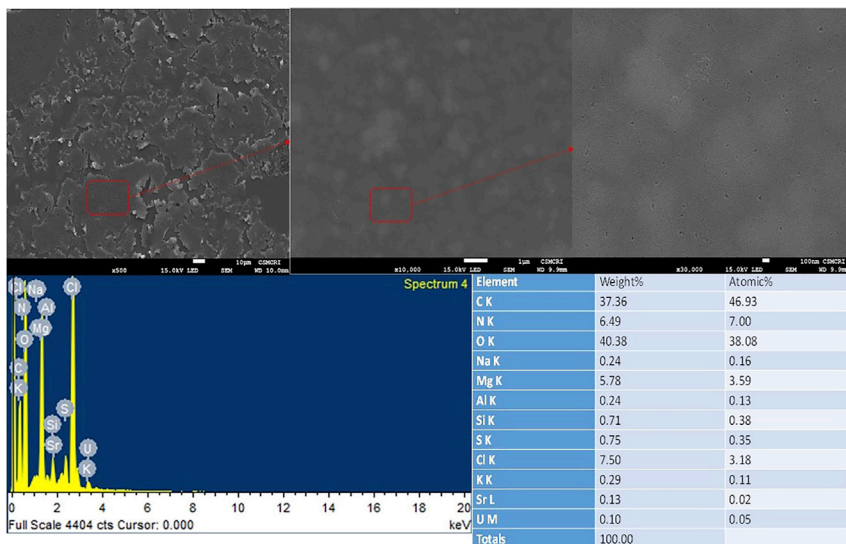 10µm CSMCRI
x500 15.0kV LED SEM WD 10.0mm
1µm CSMCRI
x10,000 15.0kV LED SEM WD 9.9mm
100nm CSMCRI
x30,000 15.0kV LED SEM WD 9.9m
Spectrum 4
Cl Na Cl
N Al
Mg
O
C
K S
Si
Sr U
K
0 2 4 6 8 10 12 14 16 18 20
Full Scale 4404 cts Cursor: 0.000 keV
Element Weight% Atomic%
C K 37.36 46.93
N K 6.49 7.00
O K 40.38 38.08
Na K 0.24 0.16
Mg K 5.78 3.59
Al K 0.24 0.13
Si K 0.71 0.38
S K 0.75 0.35
Cl K 7.50 3.18
K K 0.29 0.11
Sr L 0.13 0.02
U M 0.10 0.05
Totals 100.00